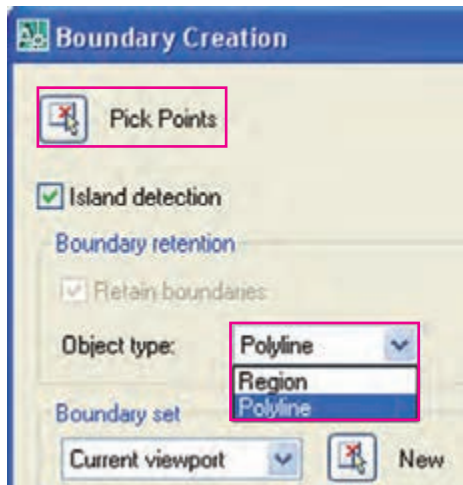 Boundary Creation
Pick Points
Island detection
Boundary retention
Retain boundaries
Object type: Polyline
Region
Polyline
Boundary set
Current viewport New